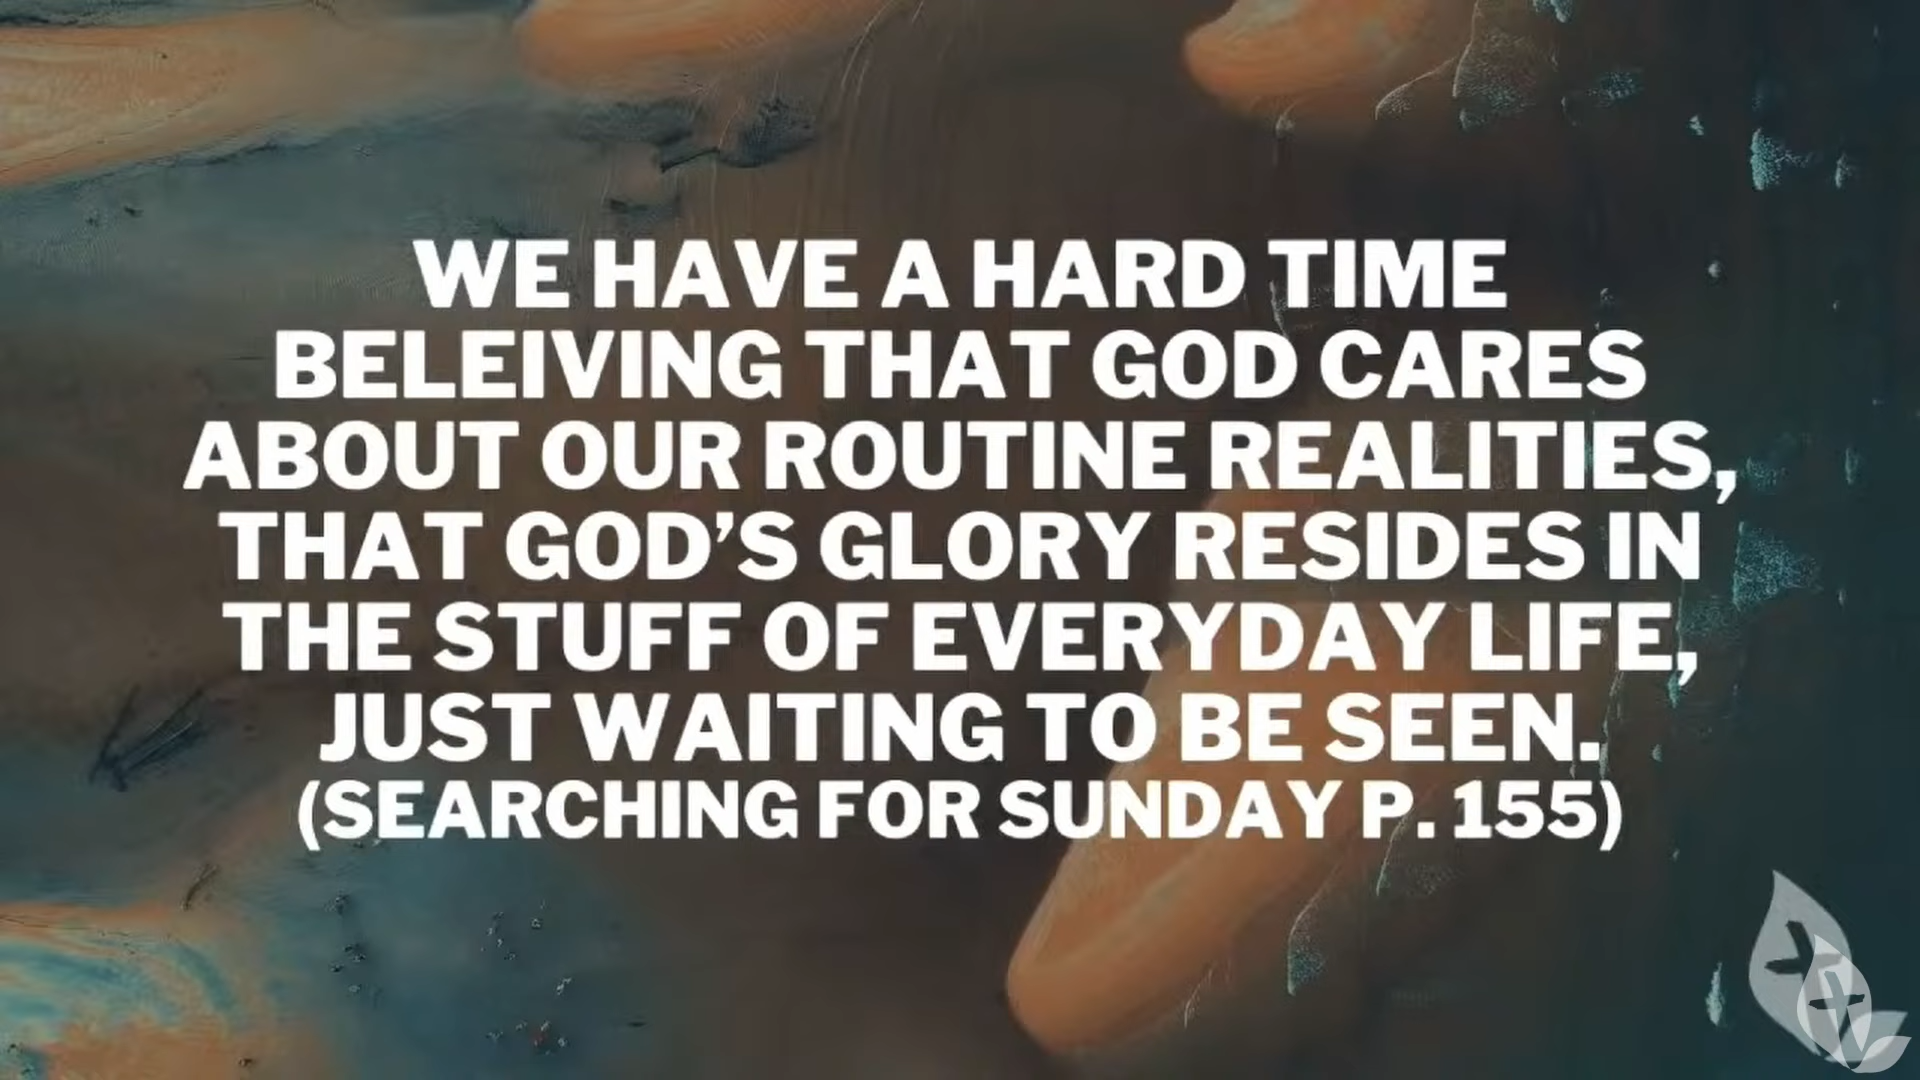 WE HAVE A HARD TIME
BELEIVING THAT GOD CARES
ABOUT OUR ROUTINE REALITIES,
THAT GOD’S GLORY RESIDES IN
THE STUFF OF EVERYDAY LIFE,
JUST WAITING TO BE SEEN.
(SEARCHING FOR SUNDAY P. 155)